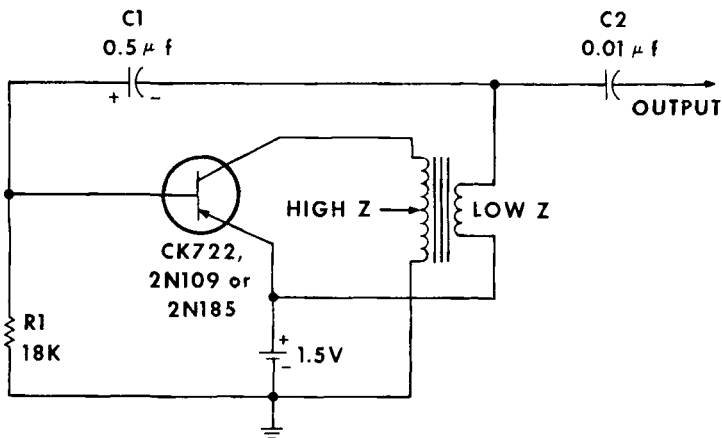 C1
0.5 μ f
+ -
C2
0.01 μ f
OUTPUT
HIGH Z
LOW Z
CK722,
2N109 or
2N185
R1
18K
+
1.5V
-